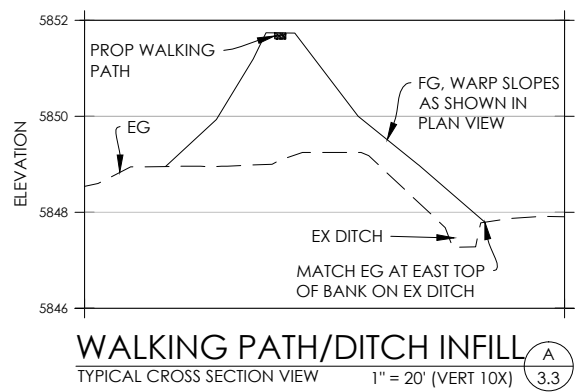 5852
PROP WALKING
PATH
FG, WARP SLOPES
AS SHOWN IN
PLAN VIEW
5850
EG
ELEVATION
5848
EX DITCH
MATCH EG AT EAST TOP
OF BANK ON EX DITCH
5846
WALKING PATH/DITCH INFILL
A
TYPICAL CROSS SECTION VIEW
1" = 20' (VERT 10X)
3.3